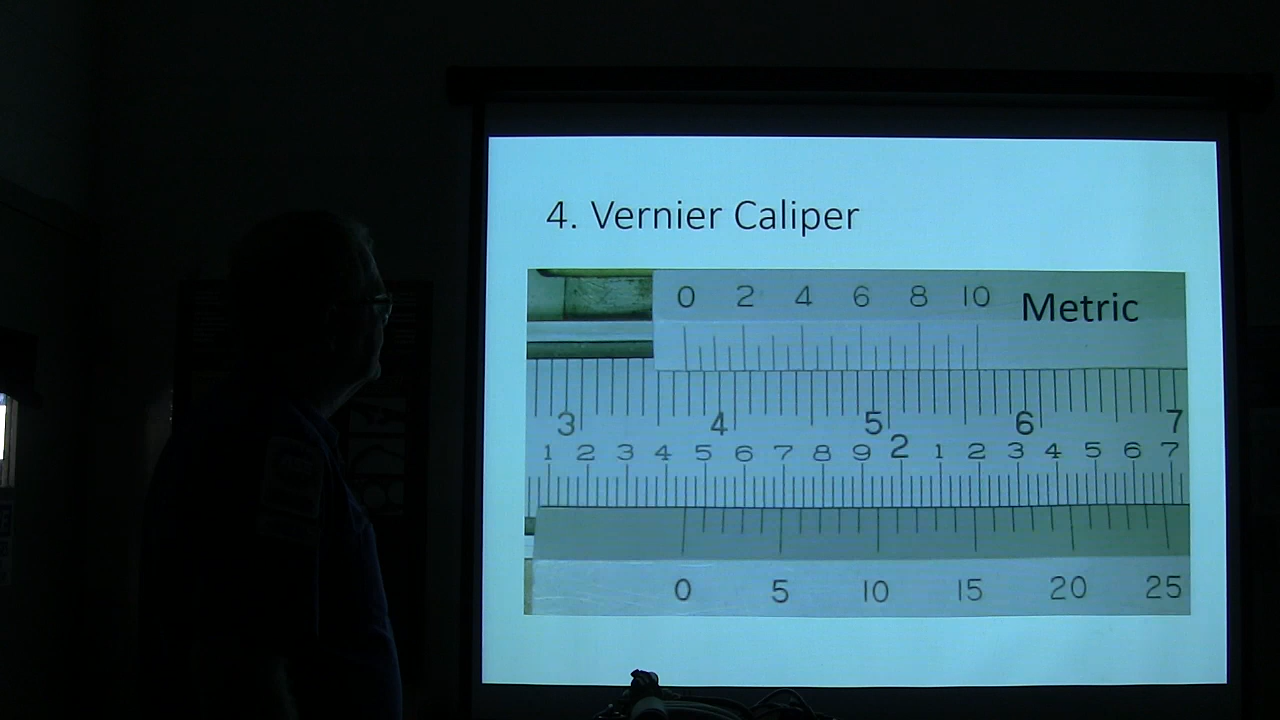 4. Vernier Caliper
0 2 4 6 8 10 Metric
3 4 5 6 7
1 2 3 4 5 6 7 8 9 2 1 2 3 4 5 6 7
0 5 10 15 20 25